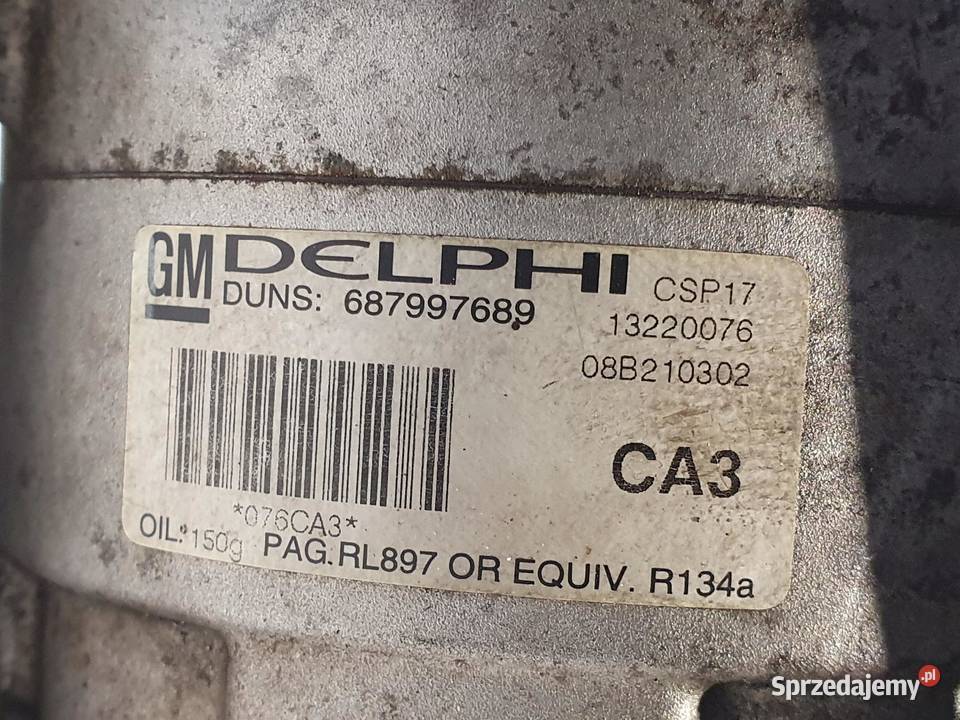 GM DELPHI CSP17
DUNS: 687997689 13220076
08B210302
CA3
*076CA3*
OIL: 150g PAG. RL897 OR EQUIV. R134a
Sprzedajemy.pl